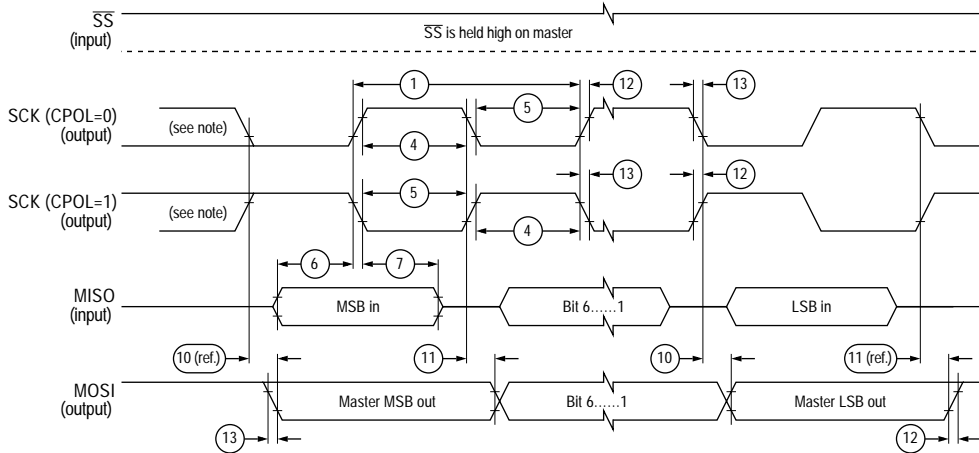 SS
(input)
SS is held high on master
1
12
13
5
SCK (CPOL=0)
(output)
(see note)
4
5
13
12
SCK (CPOL=1)
(output)
(see note)
4
6
7
MISO
(input)
MSB in
Bit 6......1
LSB in
10 (ref.)
11
10
11 (ref.)
MOSI
(output)
Master MSB out
Bit 6......1
Master LSB out
13
12